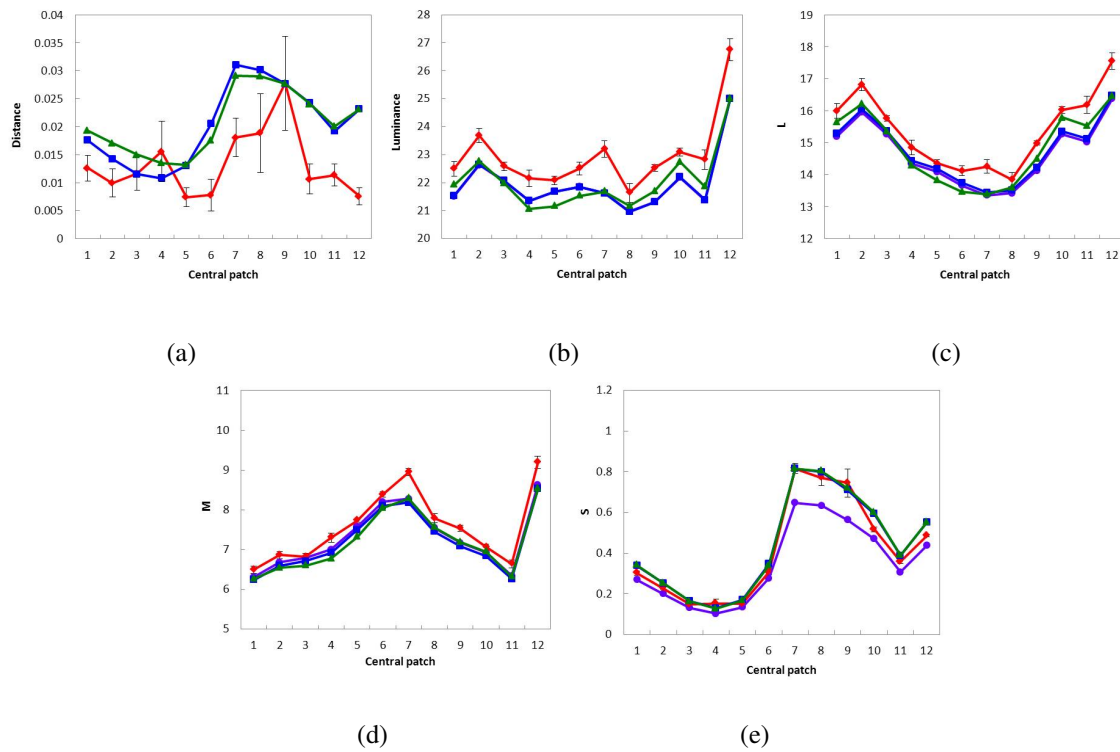 0.04
0.035
0.03
0.025
0.02
0.015
0.01
0.005
0
Distance
1 2 3 4 5 6 7 8 9 10 11 12
Central patch
(a)
28
27
26
25
24
23
22
21
20
Luminance
1 2 3 4 5 6 7 8 9 10 11 12
Central patch
(b)
19
18
17
16
15
14
13
12
L
1 2 3 4 5 6 7 8 9 10 11 12
Central patch
(c)
11
10
9
8
7
6
5
M
1 2 3 4 5 6 7 8 9 10 11 12
Central patch
(d)
1.2
1
0.8
0.6
0.4
0.2
0
S
1 2 3 4 5 6 7 8 9 10 11 12
Central patch
(e)